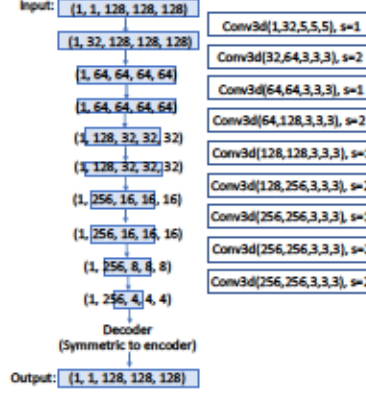 Input: (1, 1, 128, 128, 128)
(1, 32, 128, 128, 128)
(1, 64, 64, 64, 64)
(1, 64, 64, 64, 64)
(1, 128, 32, 32, 32)
(1, 128, 32, 32, 32)
(1, 256, 16, 16, 16)
(1, 256, 16, 16, 16)
(1, 256, 8, 8, 8)
(1, 256, 4, 4, 4)
Decoder
(Symmetric to encoder)
Output: (1, 1, 128, 128, 128)
Conv3d(1,32,5,5,5), s=1
Conv3d(32,64,3,3,3), s=2
Conv3d(64,64,3,3,3), s=1
Conv3d(64,128,3,3,3), s=2
Conv3d(128,128,3,3,3), s=
Conv3d(128,256,3,3,3), s=
Conv3d(256,256,3,3,3), s=
Conv3d(256,256,3,3,3), s=
Conv3d(256,256,3,3,3), s=